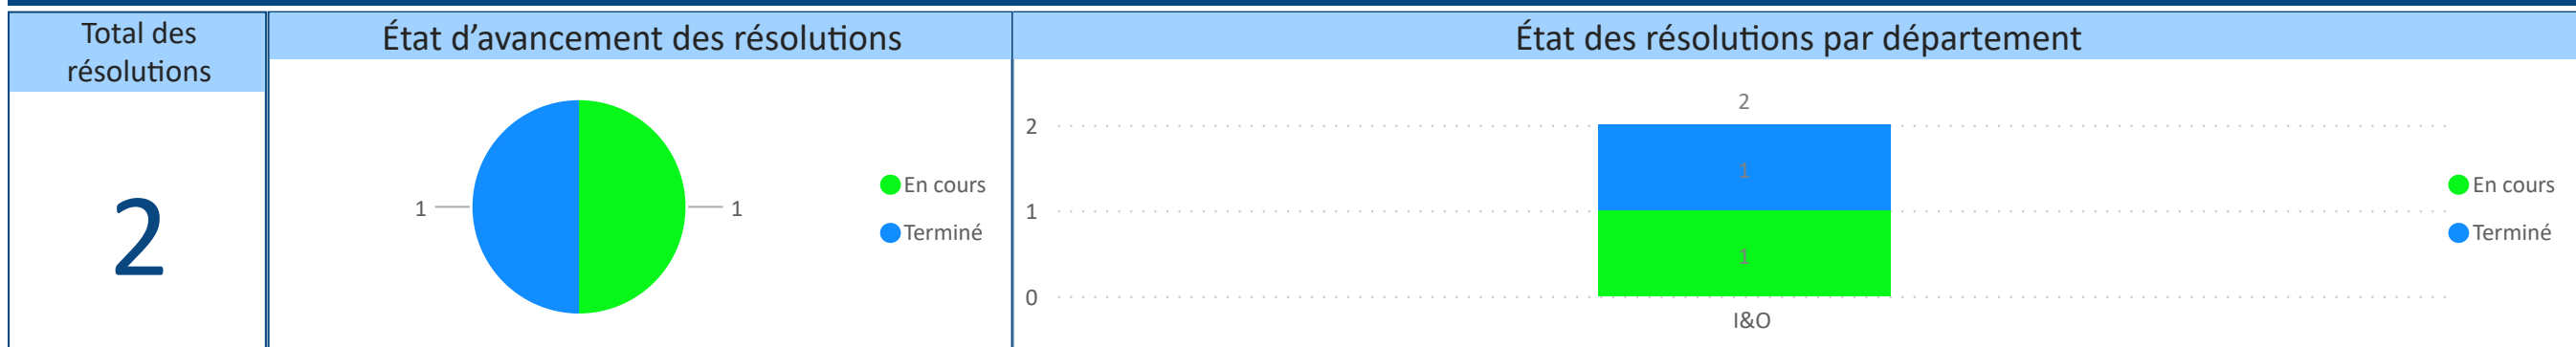 Total des
résolutions
2
État d'avancement des résolutions
1
1
En cours
Terminé
État des résolutions par département
2
2
1
0
1
1
I&O
En cours
Terminé